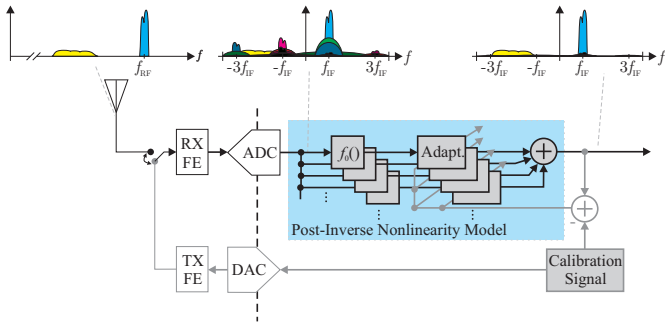 f
f_RF
f
-3f_IF -f_IF f_IF 3f_IF
f
-3f_IF -f_IF f_IF 3f_IF
RX
FE
ADC
f_0()
Adapt.
+
...
...
Post-Inverse Nonlinearity Model
+
-
TX
FE
DAC
Calibration
Signal